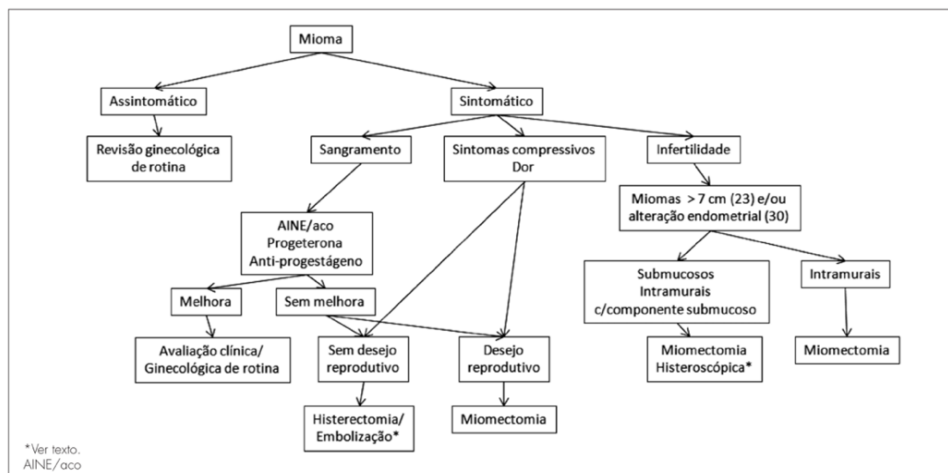 Mioma
Assintomático
Sintomático
Revisão ginecológica
de rotina
Sangramento
Sintomas compressivos
Dor
Infertilidade
Miomas > 7 cm (23) e/ou
alteração endometrial (30)
AINE/aco
Progeterona
Anti-progestágeno
Submucosos
Intramurais
c/componente submucoso
Intramurais
Melhora
Sem melhora
Avaliação clínica/
Ginecológica de rotina
Sem desejo
reprodutivo
Desejo
reprodutivo
Miomectomia
Histeroscópica*
Miomectomia
Histerectomia/
Embolização*
Miomectomia
*Ver texto.
AINE/aco